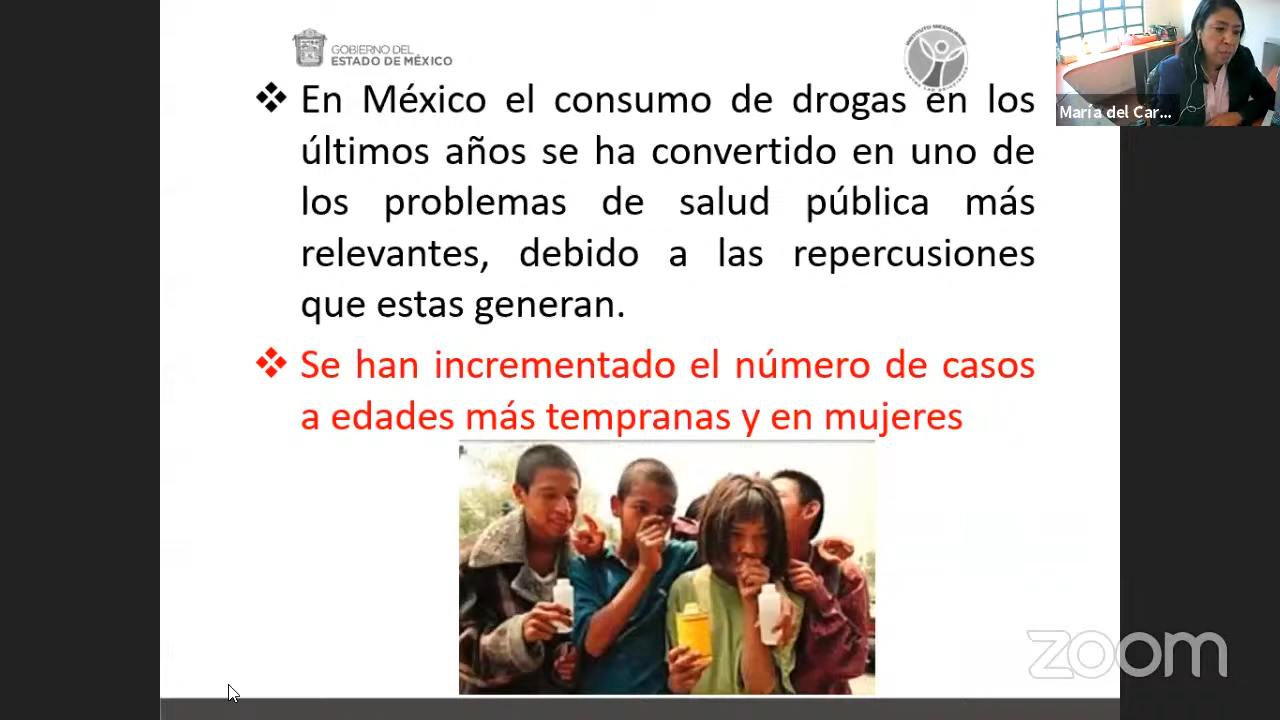 GOBIERNO DEL
ESTADO DE MÉXICO
❖ En México el consumo de drogas en los
últimos años se ha convertido en uno de
los problemas de salud pública más
relevantes, debido a las repercusiones
que estas generan.
❖ Se han incrementado el número de casos
a edades más tempranas y en mujeres
María del Car...
zoom